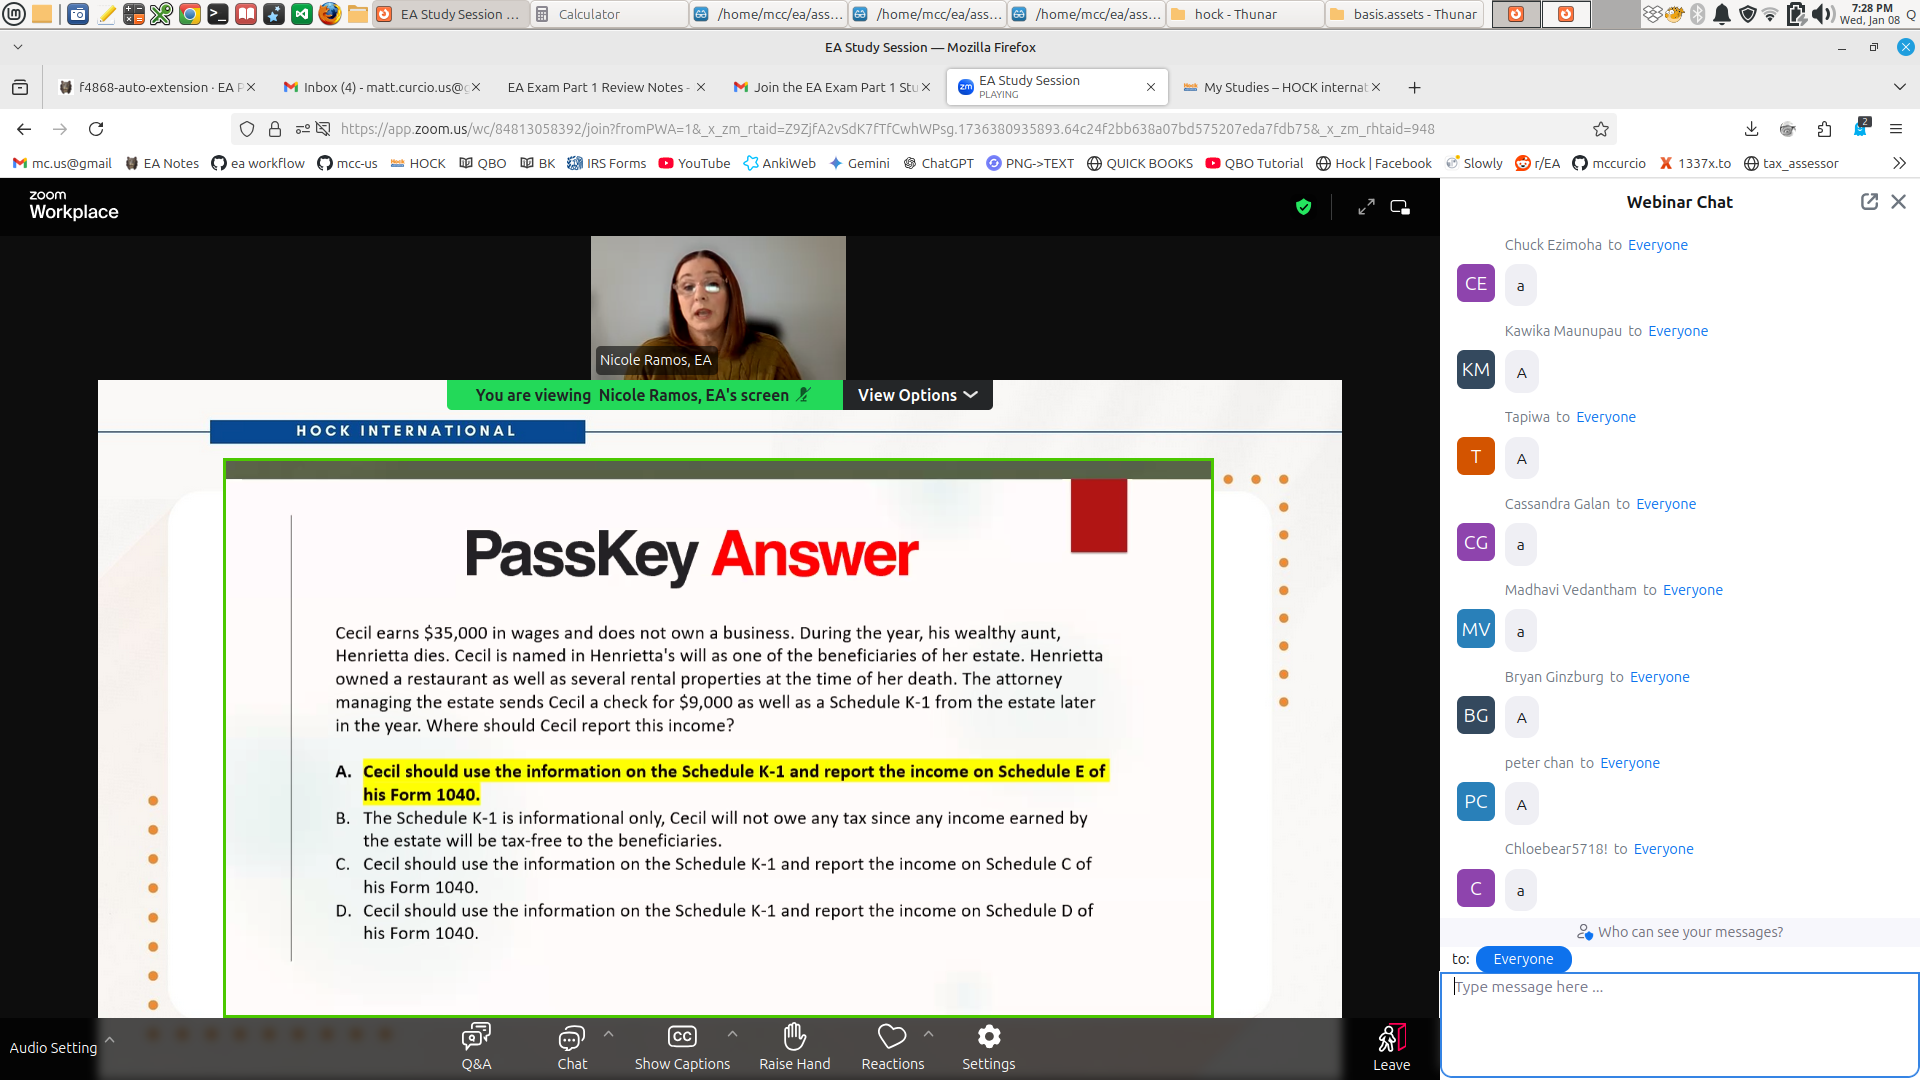 EA Study Session ...
Calculator
/home/mcc/ea/ass...
/home/mcc/ea/ass...
/home/mcc/ea/ass...
hock - Thunar
basis.assets - Thunar
7:28 PM
Wed, Jan 08
EA Study Session — Mozilla Firefox
f4868-auto-extension · EA P
Inbox (4) - matt.curcio.us@g
EA Exam Part 1 Review Notes -
Join the EA Exam Part 1 Stu
EA Study Session
PLAYING
My Studies – HOCK internat
https://app.zoom.us/wc/84813058392/join?fromPWA=1&_x_zm_rtaid=Z9ZjfA2vSdK7fTfCwhWPsg.1736380935893.64c24f2bb638a07bd575207eda7fdb75&_x_zm_rhtaid=948
2
mc.us@gmail
EA Notes
ea workflow
mcc-us
HOCK
QBO
BK
IRS Forms
YouTube
AnkiWeb
Gemini
ChatGPT
PNG->TEXT
QUICK BOOKS
QBO Tutorial
Hock | Facebook
Slowly
r/EA
mccurcio
1337x.to
tax_assessor
zoom
Workplace
Nicole Ramos, EA
You are viewing Nicole Ramos, EA's screen
View Options
HOCK INTERNATIONAL
PassKey Answer
Cecil earns $35,000 in wages and does not own a business. During the year, his wealthy aunt,
Henrietta dies. Cecil is named in Henrietta's will as one of the beneficiaries of her estate. Henrietta
owned a restaurant as well as several rental properties at the time of her death. The attorney
managing the estate sends Cecil a check for $9,000 as well as a Schedule K-1 from the estate later
in the year. Where should Cecil report this income?
A. Cecil should use the information on the Schedule K-1 and report the income on Schedule E of
his Form 1040.
B. The Schedule K-1 is informational only, Cecil will not owe any tax since any income earned by
the estate will be tax-free to the beneficiaries.
C. Cecil should use the information on the Schedule K-1 and report the income on Schedule C of
his Form 1040.
D. Cecil should use the information on the Schedule K-1 and report the income on Schedule D of
his Form 1040.
Audio Setting
Q&A
Chat
CC
Show Captions
Raise Hand
Reactions
Settings
Leave
Webinar Chat
Chuck Ezimoha to Everyone
CE
a
Kawika Maunupau to Everyone
KM
A
Tapiwa to Everyone
T
A
Cassandra Galan to Everyone
CG
a
Madhavi Vedantham to Everyone
MV
a
Bryan Ginzburg to Everyone
BG
A
peter chan to Everyone
PC
A
Chloebear5718! to Everyone
C
a
Who can see your messages?
to: Everyone
Type message here ...